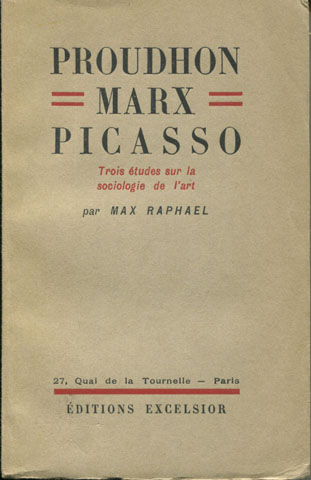 PROUDHON
MARX
PICASSO
Trois études sur la
sociologie de l'art
par MAX RAPHAEL
27, Quai de la Tournelle — Paris
ÉDITIONS EXCELSIOR